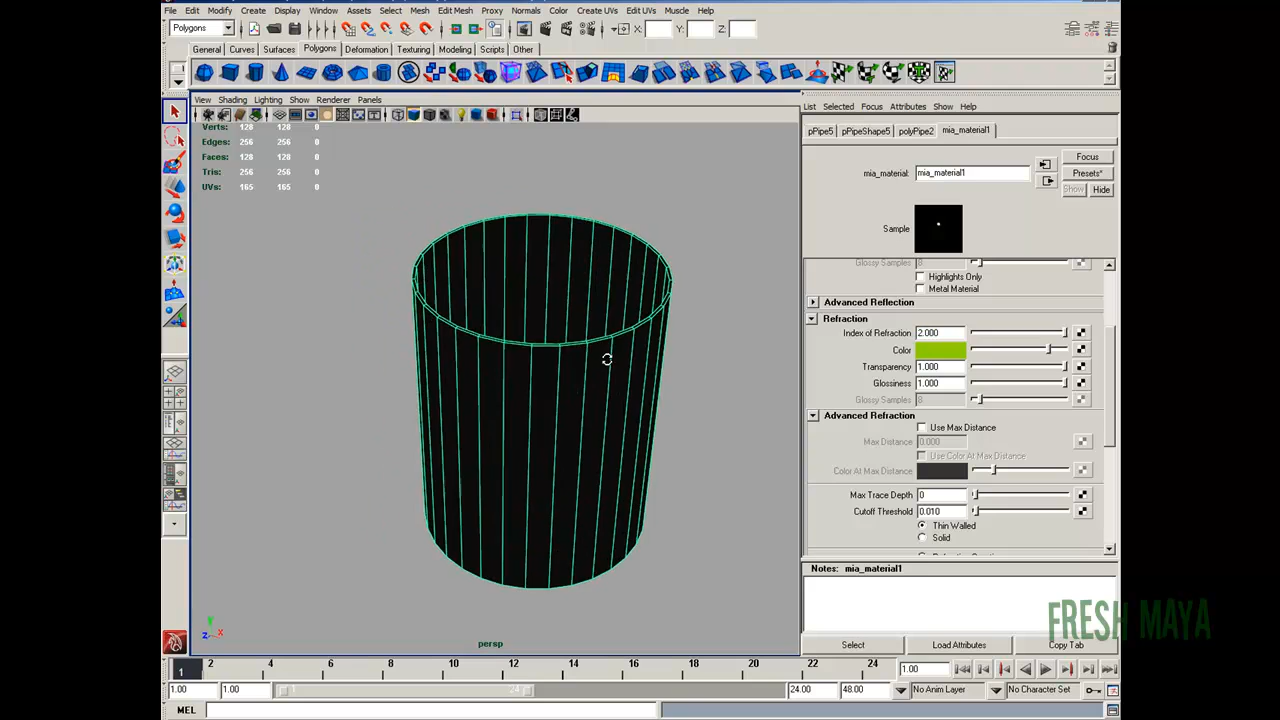 File Edit Modify Create Display Window Assets Select Mesh Edit Mesh Proxy Normals Color Create UVs Edit UVs Muscle Help
Polygons X: Y: Z:
General Curves Surfaces Polygons Deformation Texturing Modeling Scripts Other
View Shading Lighting Show Renderer Panels
List Selected Focus Attributes Show Help
Verts: 128 128 0
Edges: 256 256 0
Faces: 128 128 0
Tris: 256 256 0
UVs: 165 165 0
pPipe5 pPipeShape5 polyPipe2 mia_material1
Focus
mia_material: mia_material1 Presets*
Show Hide
Sample
Glossy Samples 8
Highlights Only
Metal Material
Advanced Reflection
Refraction
Index of Refraction 2.000
Color
Transparency 1.000
Glossiness 1.000
Glossy Samples 8
Advanced Refraction
Use Max Distance
Max Distance 0.000
Use Color At Max Distance
Color At Max Distance
Max Trace Depth 0
Cutoff Threshold 0.010
Thin Walled
Solid
Notes: mia_material1
FRESH MAYA
Select Load Attributes Copy Tab
z x
persp
2 4 6 8 10 12 14 16 18 20 22 24
1 1.00
1.00 1.00 24 24.00 48.00 No Anim Layer No Character Set
MEL